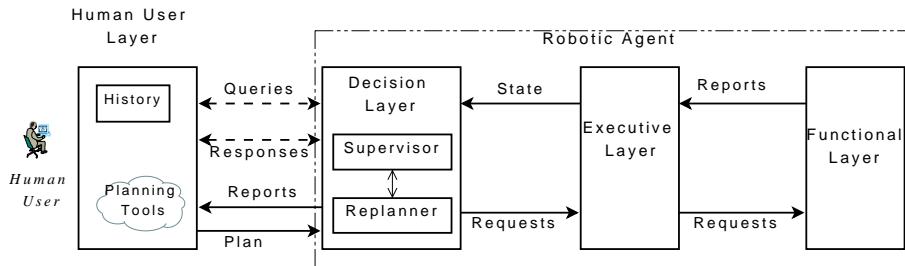 Human User
Layer
Robotic Agent
History
Queries
Responses
Planning
Tools
Reports
Plan
Human
User
Decision
Layer
Supervisor
Replanner
State
Requests
Executive
Layer
Reports
Requests
Functional
Layer